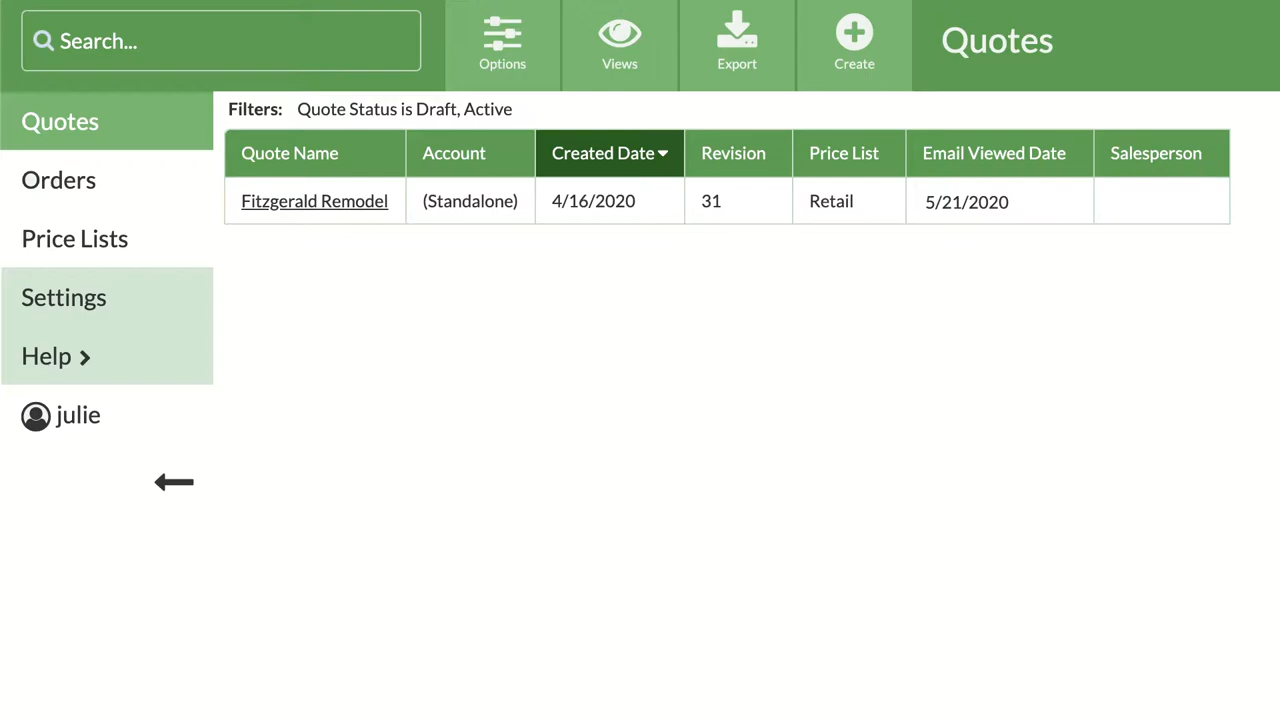 Search...
Options
Views
Export
Create
Quotes
Quotes
Orders
Price Lists
Settings
Help
julie
Filters: Quote Status is Draft, Active
Quote Name Account Created Date Revision Price List Email Viewed Date Salesperson
Fitzgerald Remodel (Standalone) 4/16/2020 31 Retail 5/21/2020